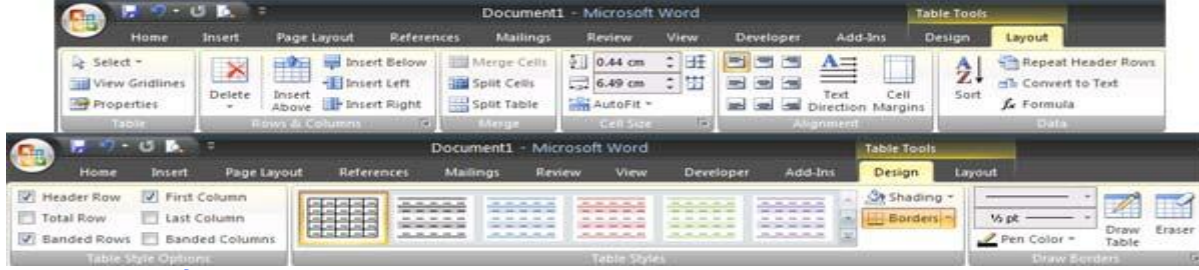 Document1 - Microsoft Word Table Tools
Home Insert Page Layout References Mailings Review View Developer Add-Ins Design Layout
Select Insert Below Merge Cells 0.44 cm Repeat Header Rows
View Gridlines Delete Insert Above Insert Left Split Cells 6.49 cm Text Direction Cell Margins Sort Convert to Text
Properties Insert Right Split Table AutoFit Formula
Table Rows & Columns Merge Cell Size Alignment Data
Document1 - Microsoft Word Table Tools
Home Insert Page Layout References Mailings Review View Developer Add-Ins Design Layout
Header Row First Column Shading
Total Row Last Column Borders ½ pt Draw Table Eraser
Banded Rows Banded Columns Pen Color
Table Style Options Table Styles Draw Borders